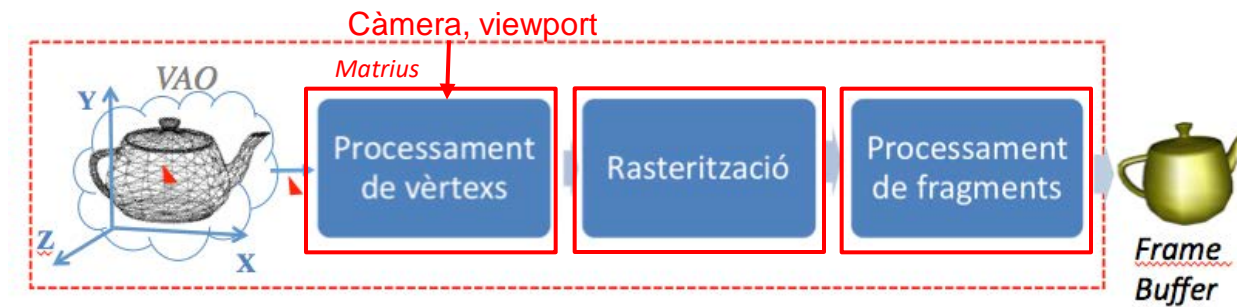 Càmera, viewport
VAO
Matrius
Y
Z
X
Processament
de vèrtexs
Rasterització
Processament
de fragments
Frame
Buffer